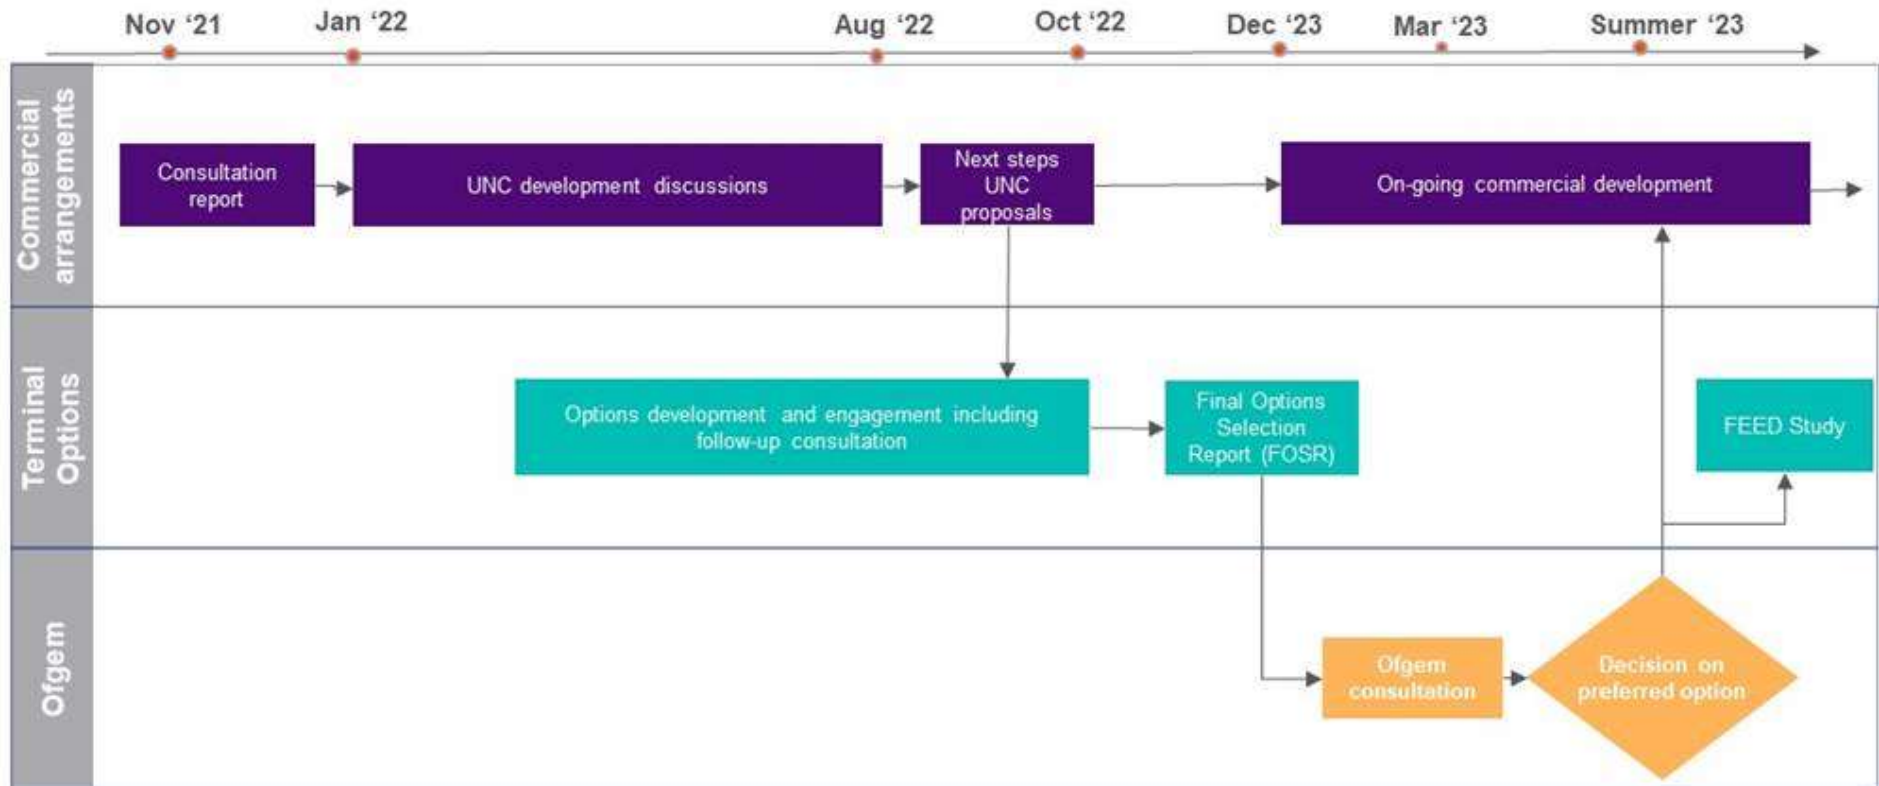 Nov ‘21
Jan ‘22
Aug ‘22
Oct ‘22
Dec ‘23
Mar ‘23
Summer ‘23
Commercial
arrangements
Consultation
report
UNC development discussions
Next steps
UNC
proposals
On-going commercial development
Terminal
Options
Options development and engagement including
follow-up consultation
Final Options
Selection
Report (FOSR)
FEED Study
Ofgem
Ofgem
consultation
Decision on
preferred option